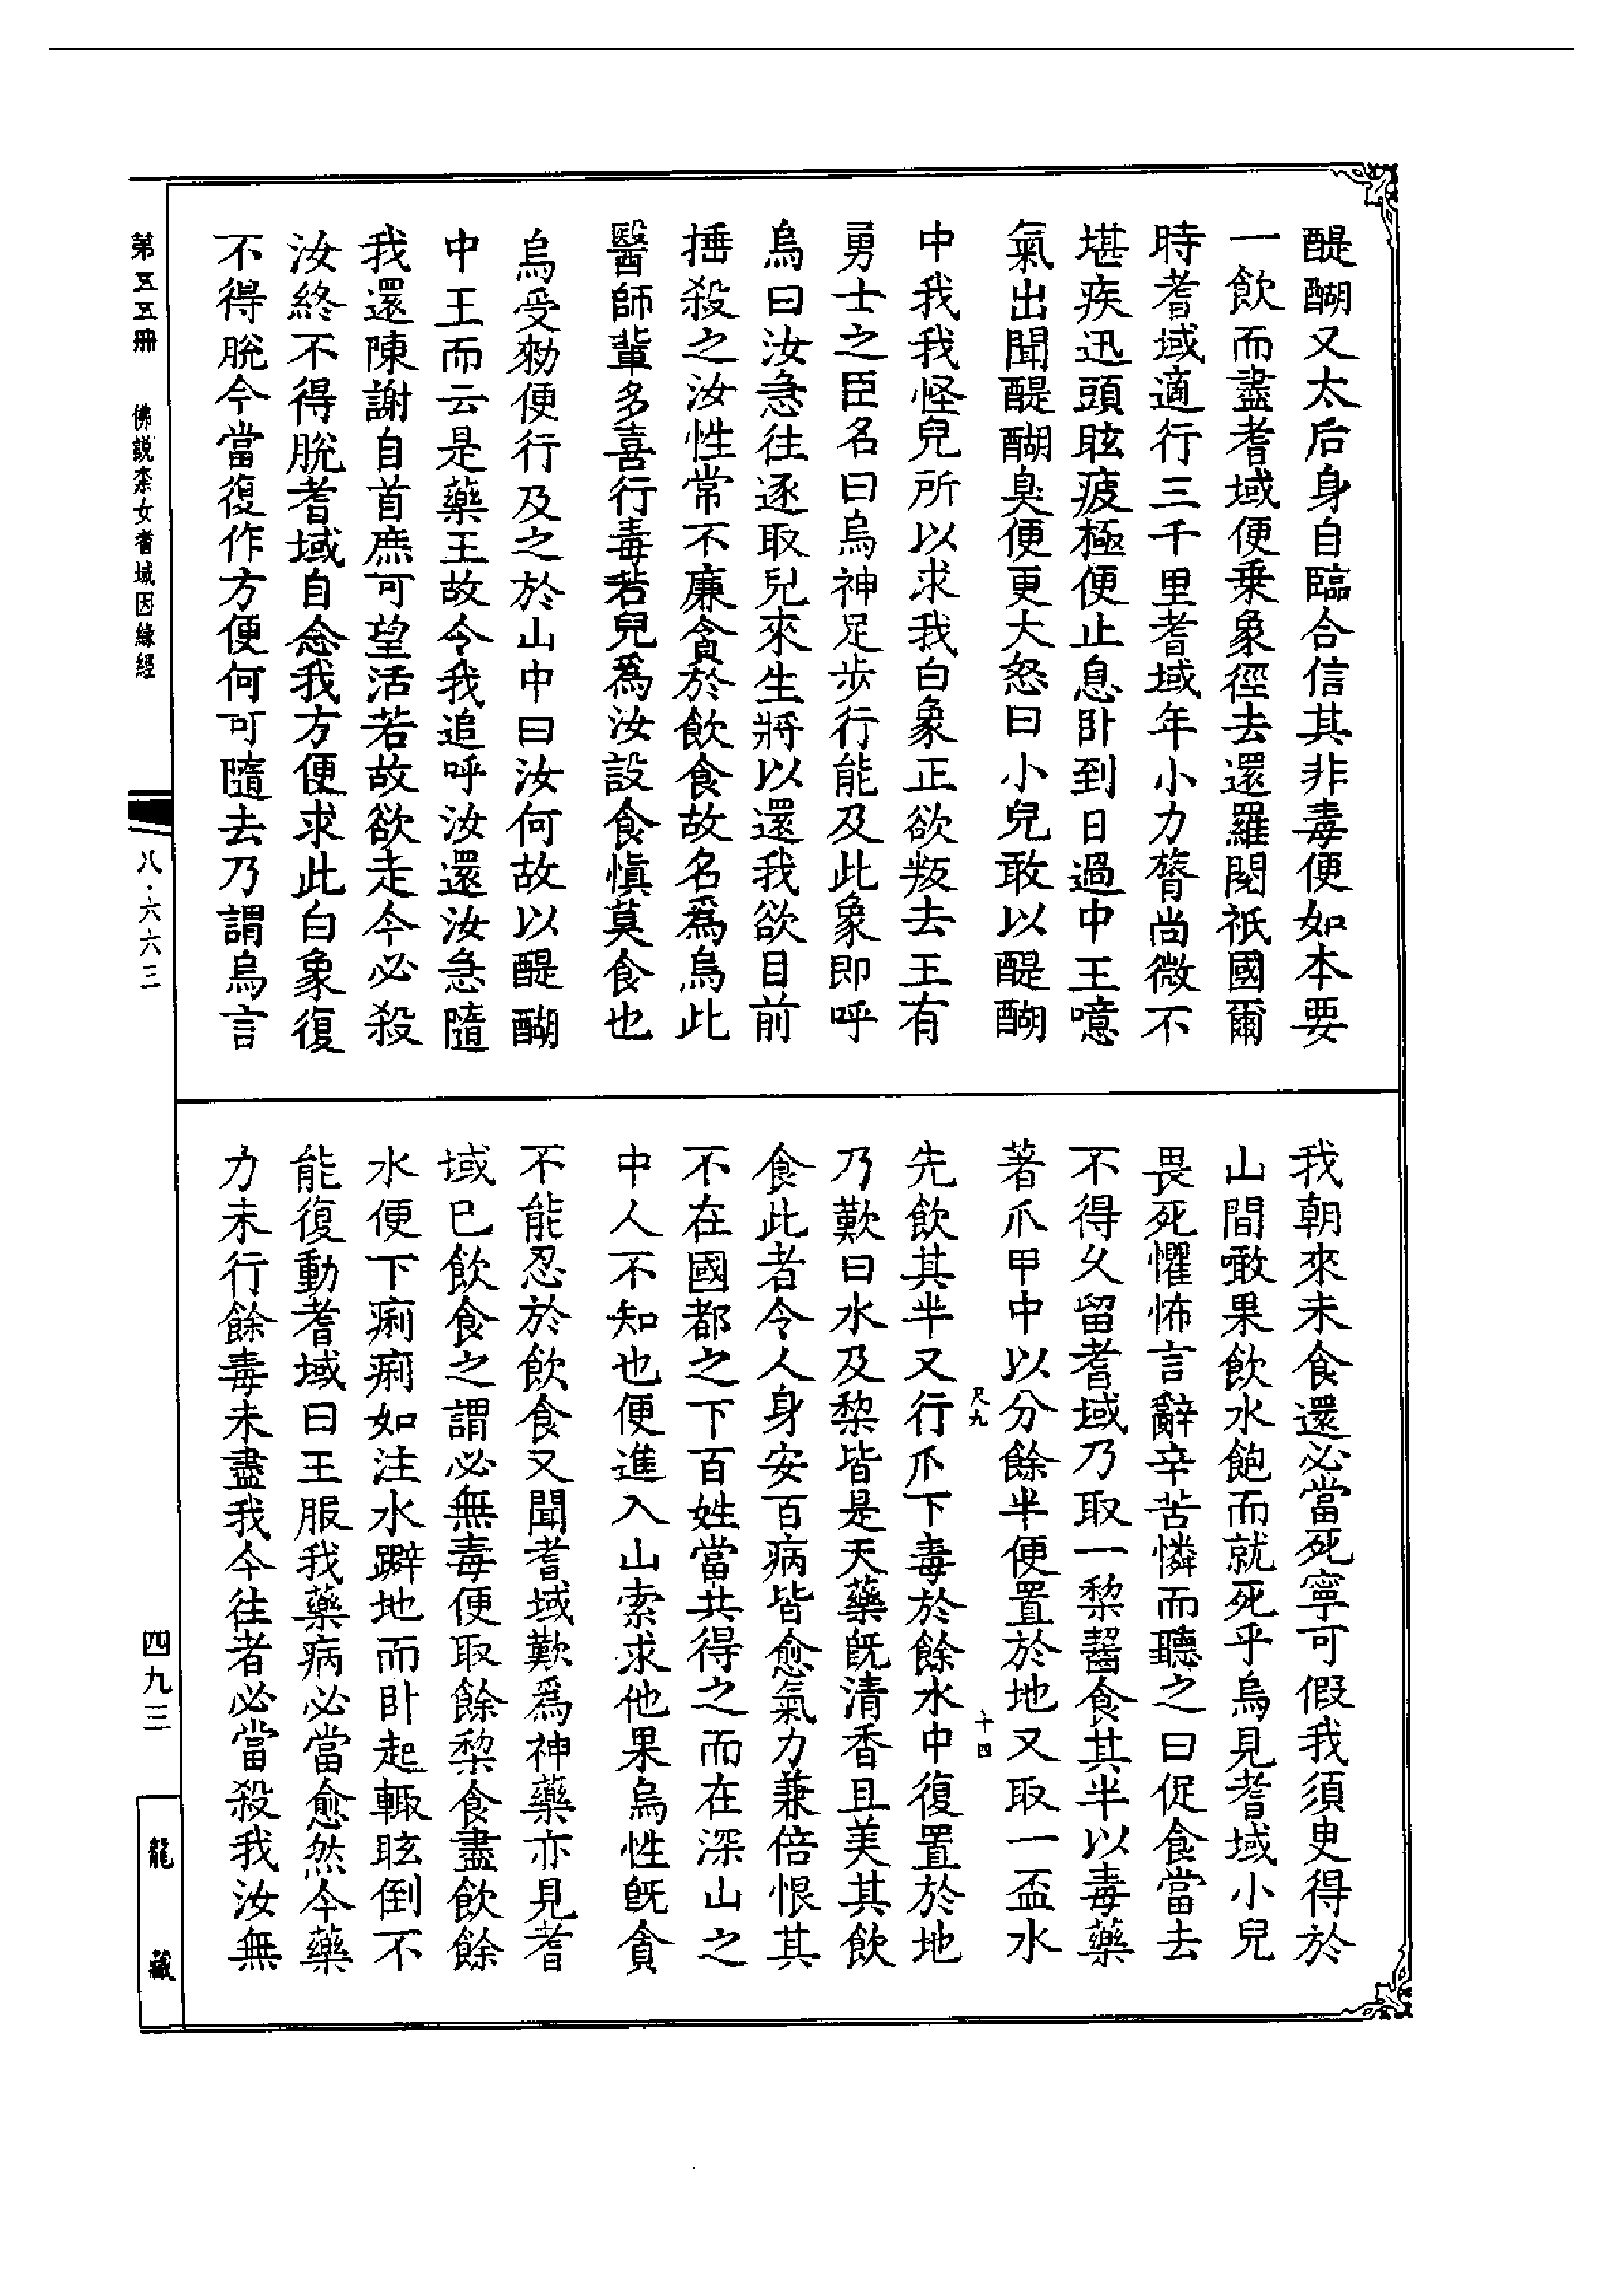 醍醐又太后身自臨合信其非毒便如本要
一飲而盡耆域便乗象徑去還羅閱祇國爾
時耆域適行三千里耆域年小力膂尚微不
堪疾迅頭眩疲極便止息卧到日過中王噫
氣出聞醍醐臭便更大怒曰小兒敢以醍醐
中我我怪兒所以求我白象正欲叛去王有
勇士之臣名曰烏神足步行能及此象即呼
烏曰汝急往逐取兒來生將以還我欲目前
捶殺之汝性常不廉貪於飲食故名爲烏此
醫師輩多喜行毒若兒爲汝設食慎莫食也
烏受勑便行及之於山中曰汝何故以醍醐
中王而云是藥王故令我追呼汝還汝急隨
我還陳謝自首庶可望活若故欲走今必殺
汝終不得脫耆域自念我方便求此白象復
不得脫今當復作方便何可隨去乃謂烏言
我朝來未食還必當死寧可假我須臾得於
山間噉果飲水飽而就死乎烏見耆域小兒
畏死懼怖言辭辛苦憐而聽之曰促食當去
不得久留耆域乃取一黎齧食其半以毒藥
著爪甲中以分餘半便置於地又取一盃水
尺九
十四
先飲其半又行爪下毒於餘水中復置於地
乃歎曰水及黎皆是天藥旣清香且美其飲
食此者令人身安百病皆愈氣力兼倍恨其
不在國都之下百姓當共得之而在深山之
中人不知也便進入山索求他果烏性旣貪
不能忍於飲食又聞耆域歎爲神藥亦見耆
域已飲食之謂必無毒便取餘黎食盡飲餘
水便下痢痢如注水躃地而卧起輙眩倒不
能復動耆域曰王服我藥病必當愈然今藥
力未行餘毒未盡我今往者必當殺我汝無
第五五冊
佛説柰女耆域因緣經
八·六六三
四九三
龍藏